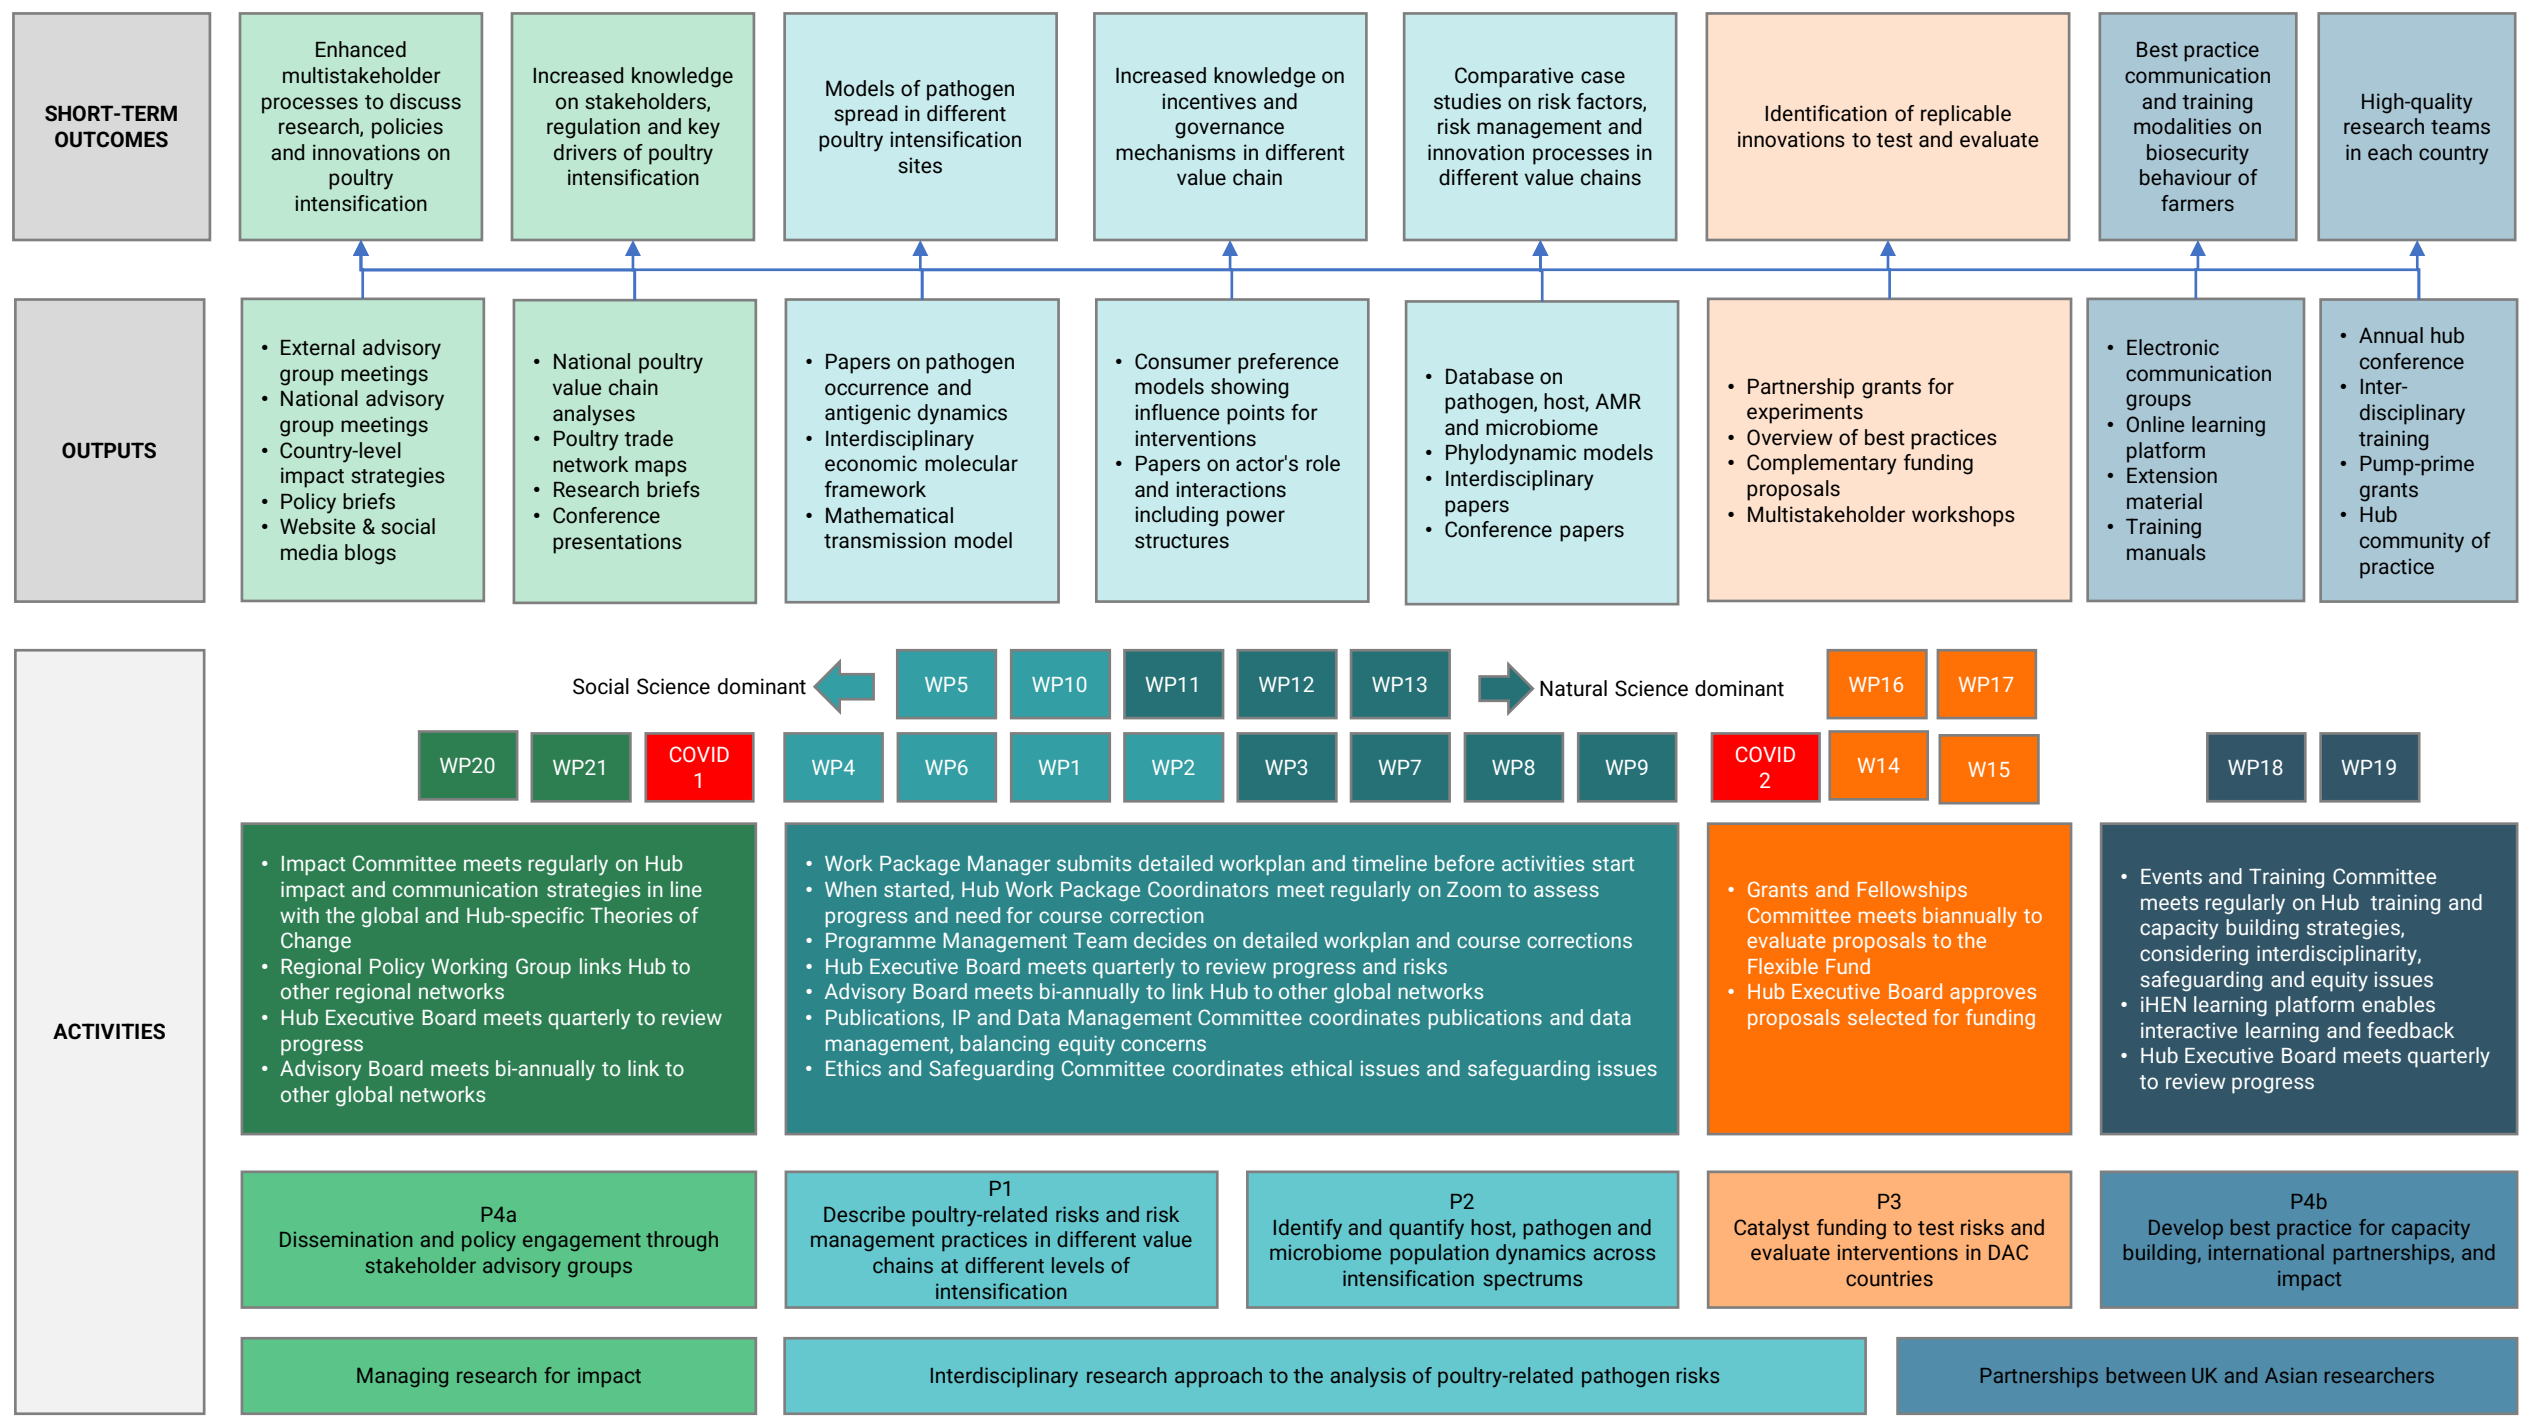 SHORT-TERM
OUTCOMES
Enhanced
multistakeholder
processes to discuss
research, policies
and innovations on
poultry
intensification
Increased knowledge
on stakeholders,
regulation and key
drivers of poultry
intensification
Models of pathogen
spread in different
poultry intensification
sites
Increased knowledge on
incentives and
governance
mechanisms in different
value chain
Comparative case
studies on risk factors,
risk management and
innovation processes in
different value chains
Identification of replicable
innovations to test and evaluate
Best practice
communication
and training
modalities on
biosecurity
behaviour of
farmers
High-quality
research teams
in each country
OUTPUTS
• External advisory
group meetings
• National advisory
group meetings
• Country-level
impact strategies
• Policy briefs
• Website & social
media blogs
• National poultry
value chain
analyses
• Poultry trade
network maps
• Research briefs
• Conference
presentations
• Papers on pathogen
occurrence and
antigenic dynamics
• Interdisciplinary
economic molecular
framework
• Mathematical
transmission model
• Consumer preference
models showing
influence points for
interventions
• Papers on actor's role
and interactions
including power
structures
• Database on
pathogen, host, AMR
and microbiome
• Phylodynamic models
• Interdisciplinary
papers
• Conference papers
• Partnership grants for
experiments
• Overview of best practices
• Complementary funding
proposals
• Multistakeholder workshops
• Electronic
communication
groups
• Online learning
platform
• Extension
material
• Training
manuals
• Annual hub
conference
• Inter-
disciplinary
training
• Pump-prime
grants
• Hub
community of
practice
ACTIVITIES
Social Science dominant
WP5
WP10
WP11
WP12
WP13
Natural Science dominant
WP16
WP17
WP20
WP21
COVID
1
WP4
WP6
WP1
WP2
WP3
WP7
WP8
WP9
COVID
2
W14
W15
WP18
WP19
• Impact Committee meets regularly on Hub
impact and communication strategies in line
with the global and Hub-specific Theories of
Change
• Regional Policy Working Group links Hub to
other regional networks
• Hub Executive Board meets quarterly to review
progress
• Advisory Board meets bi-annually to link to
other global networks
• Work Package Manager submits detailed workplan and timeline before activities start
• When started, Hub Work Package Coordinators meet regularly on Zoom to assess
progress and need for course correction
• Programme Management Team decides on detailed workplan and course corrections
• Hub Executive Board meets quarterly to review progress and risks
• Advisory Board meets bi-annually to link Hub to other global networks
• Publications, IP and Data Management Committee coordinates publications and data
management, balancing equity concerns
• Ethics and Safeguarding Committee coordinates ethical issues and safeguarding issues
• Grants and Fellowships
Committee meets biannually to
evaluate proposals to the
Flexible Fund
• Hub Executive Board approves
proposals selected for funding
• Events and Training Committee
meets regularly on Hub training and
capacity building strategies,
considering interdisciplinarity,
safeguarding and equity issues
• iHEN learning platform enables
interactive learning and feedback
• Hub Executive Board meets quarterly
to review progress
P4a
Dissemination and policy engagement through
stakeholder advisory groups
P1
Describe poultry-related risks and risk
management practices in different value
chains at different levels of
intensification
P2
Identify and quantify host, pathogen and
microbiome population dynamics across
intensification spectrums
P3
Catalyst funding to test risks and
evaluate interventions in DAC
countries
P4b
Develop best practice for capacity
building, international partnerships, and
impact
Managing research for impact
Interdisciplinary research approach to the analysis of poultry-related pathogen risks
Partnerships between UK and Asian researchers